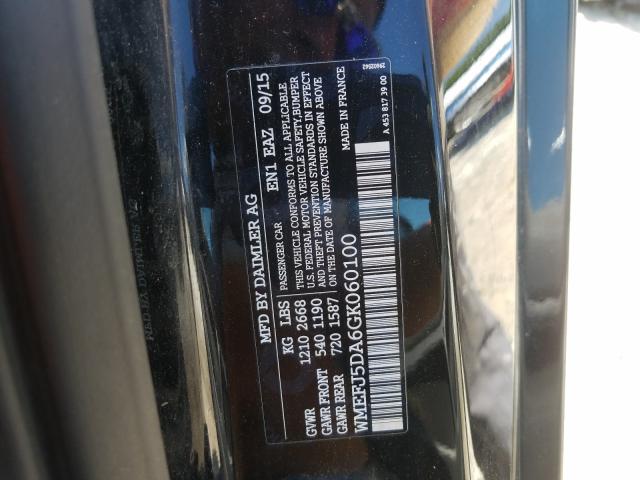 MFD BY DAIMLER AG EN1 EAZ 09/15
KG LBS
GVWR 1210 2668
GAWR FRONT 540 1190
GAWR REAR 720 1587
PASSENGER CAR
THIS VEHICLE CONFORMS TO ALL APPLICABLE
U.S. FEDERAL MOTOR VEHICLE SAFETY,BUMPER
AND THEFT PREVENTION STANDARDS IN EFFECT
ON THE DATE OF MANUFACTURE SHOWN ABOVE
MADE IN FRANCE
WMEFJ5DA6GK060100
A 453 817 39 00